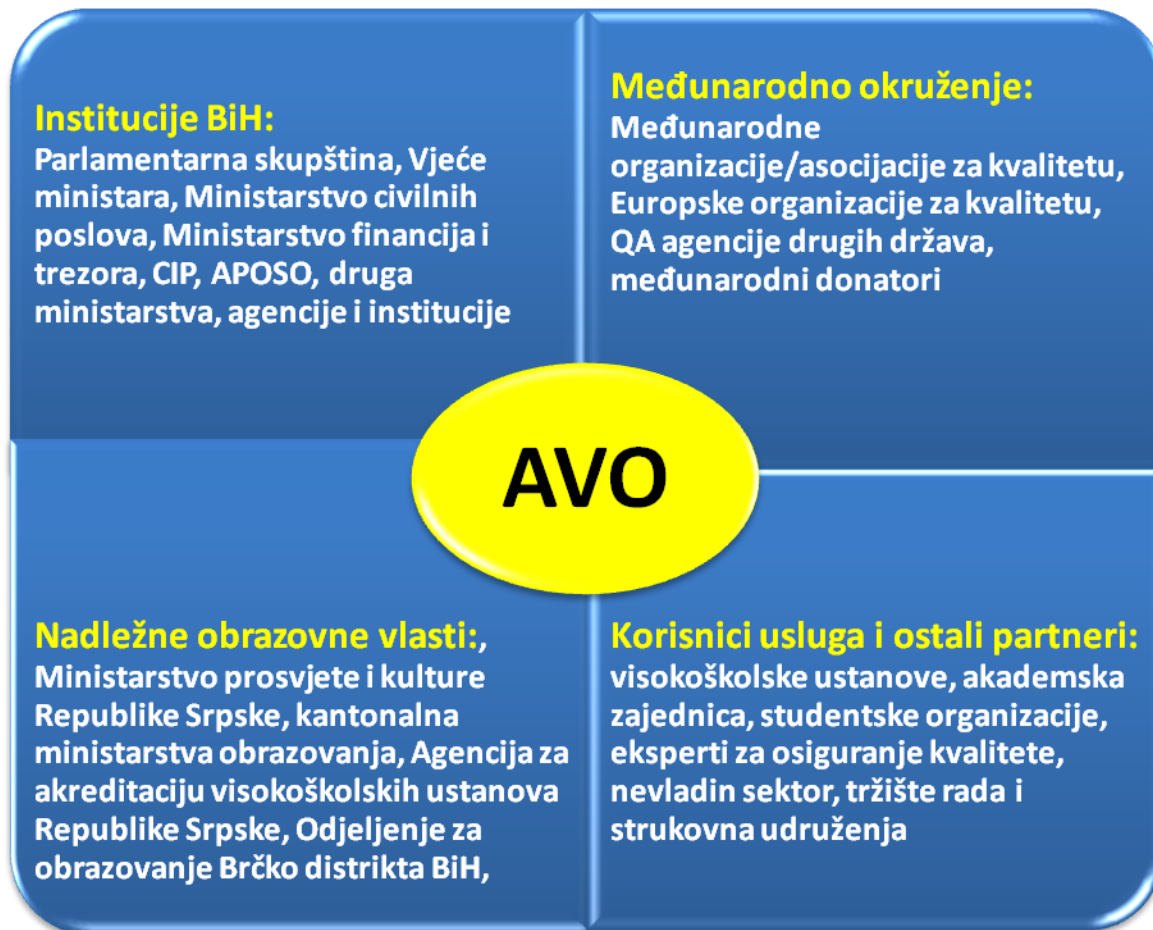 Institucije BiH:
Parlamentarna skupština, Vjeće
ministara, Ministarstvo civilnih
poslova, Ministarstvo financija i
trezora, CIP, APOSO, druga
ministarstva, agencije i institucije
Međunarodno okruženje:
Međunarodne
organizacije/asocijacije za kvalitetu,
Europske organizacije za kvalitetu,
QA agencije drugih država,
međunarodni donatori
AVO
Nadležne obrazovne vlasti:,
Ministarstvo prosvjete i kulture
Republike Srpske, kantonalna
ministarstva obrazovanja, Agencija za
akreditaciju visokoškolskih ustanova
Republike Srpske, Odjeljenje za
obrazovanje Brčko distrikta BiH,
Korisnici usluga i ostali partneri:
visokoškolske ustanove, akademska
zajednica, studentske organizacije,
eksperti za osiguranje kvalitete,
nevladin sektor, tržište rada i
strukovna udruženja